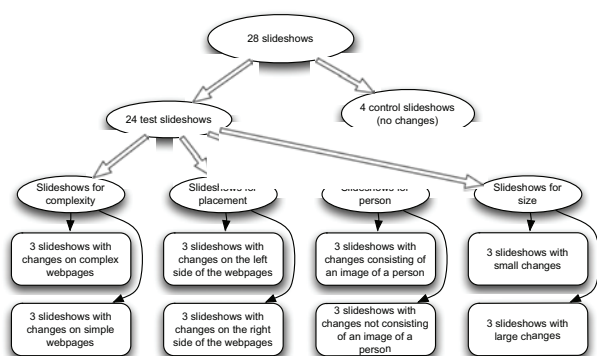 28 slideshows
4 control slideshows
(no changes)
24 test slideshows
Slideshows for
complexity
Slideshows for
placement
Slideshows for
person
Slideshows for
size
3 slideshows with
changes on complex
webpages
3 slideshows with
changes on the left
side of the webpages
3 slideshows with
changes consisting of
an image of a person
3 slideshows with
small changes
3 slideshows with
changes on simple
webpages
3 slideshows with
changes on the right
side of the webpages
3 slideshows with
changes not consisting
of an image of a
person
3 slideshows with
large changes